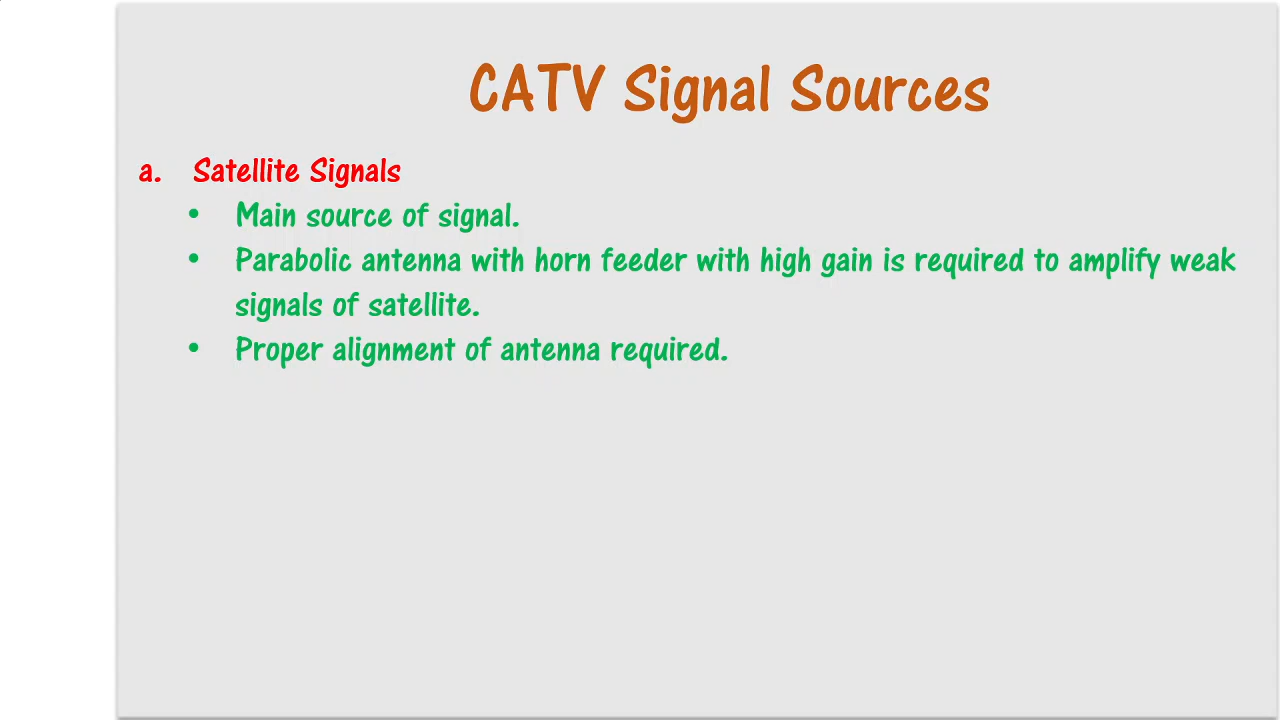 CATV Signal Sources
a. Satellite Signals
• Main source of signal.
• Parabolic antenna with horn feeder with high gain is required to amplify weak
signals of satellite.
• Proper alignment of antenna required.